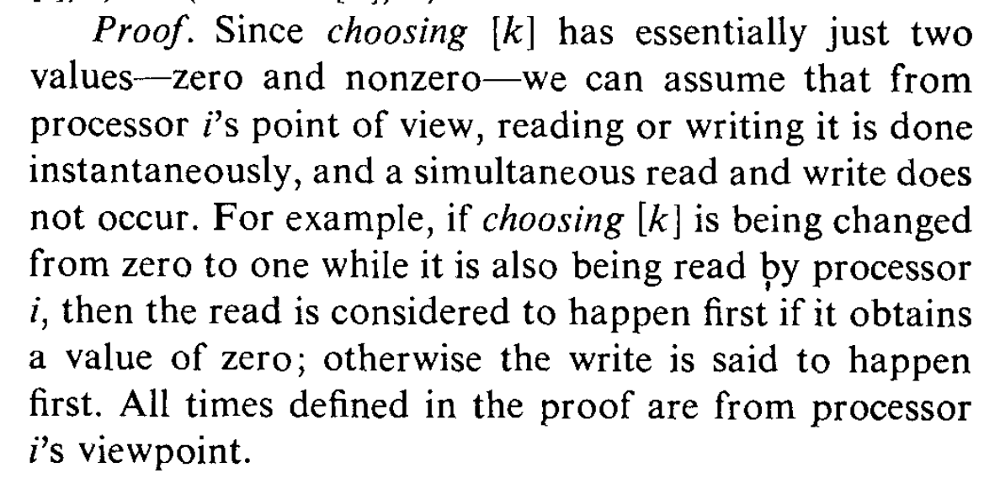 Proof. Since choosing [k] has essentially just two
values—zero and nonzero—we can assume that from
processor i's point of view, reading or writing it is done
instantaneously, and a simultaneous read and write does
not occur. For example, if choosing [k] is being changed
from zero to one while it is also being read by processor
i, then the read is considered to happen first if it obtains
a value of zero; otherwise the write is said to happen
first. All times defined in the proof are from processor
i's viewpoint.